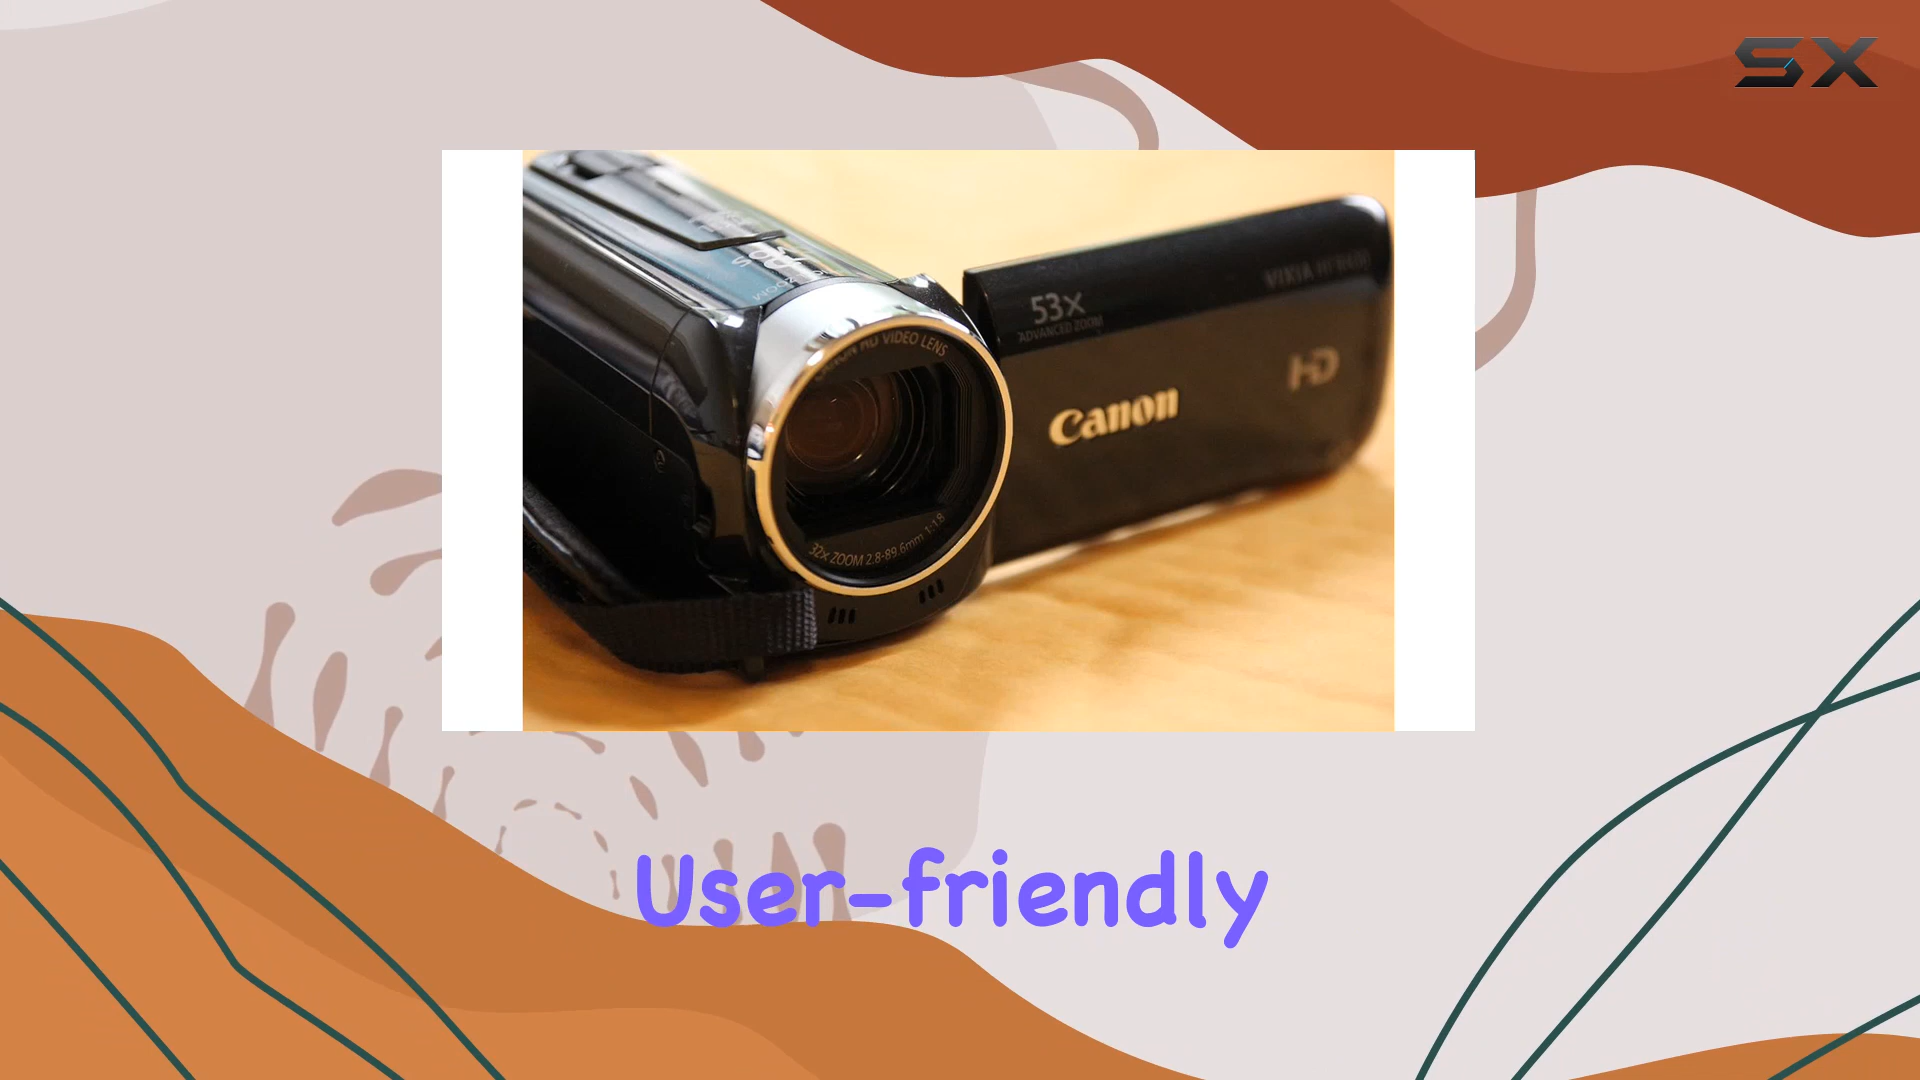 SX
53x
ADVANCED ZOOM
VIXIA
HD
Canon
CANON HD VIDEO LENS
32x ZOOM 2.8-89.6mm 1:1.8
User-friendly